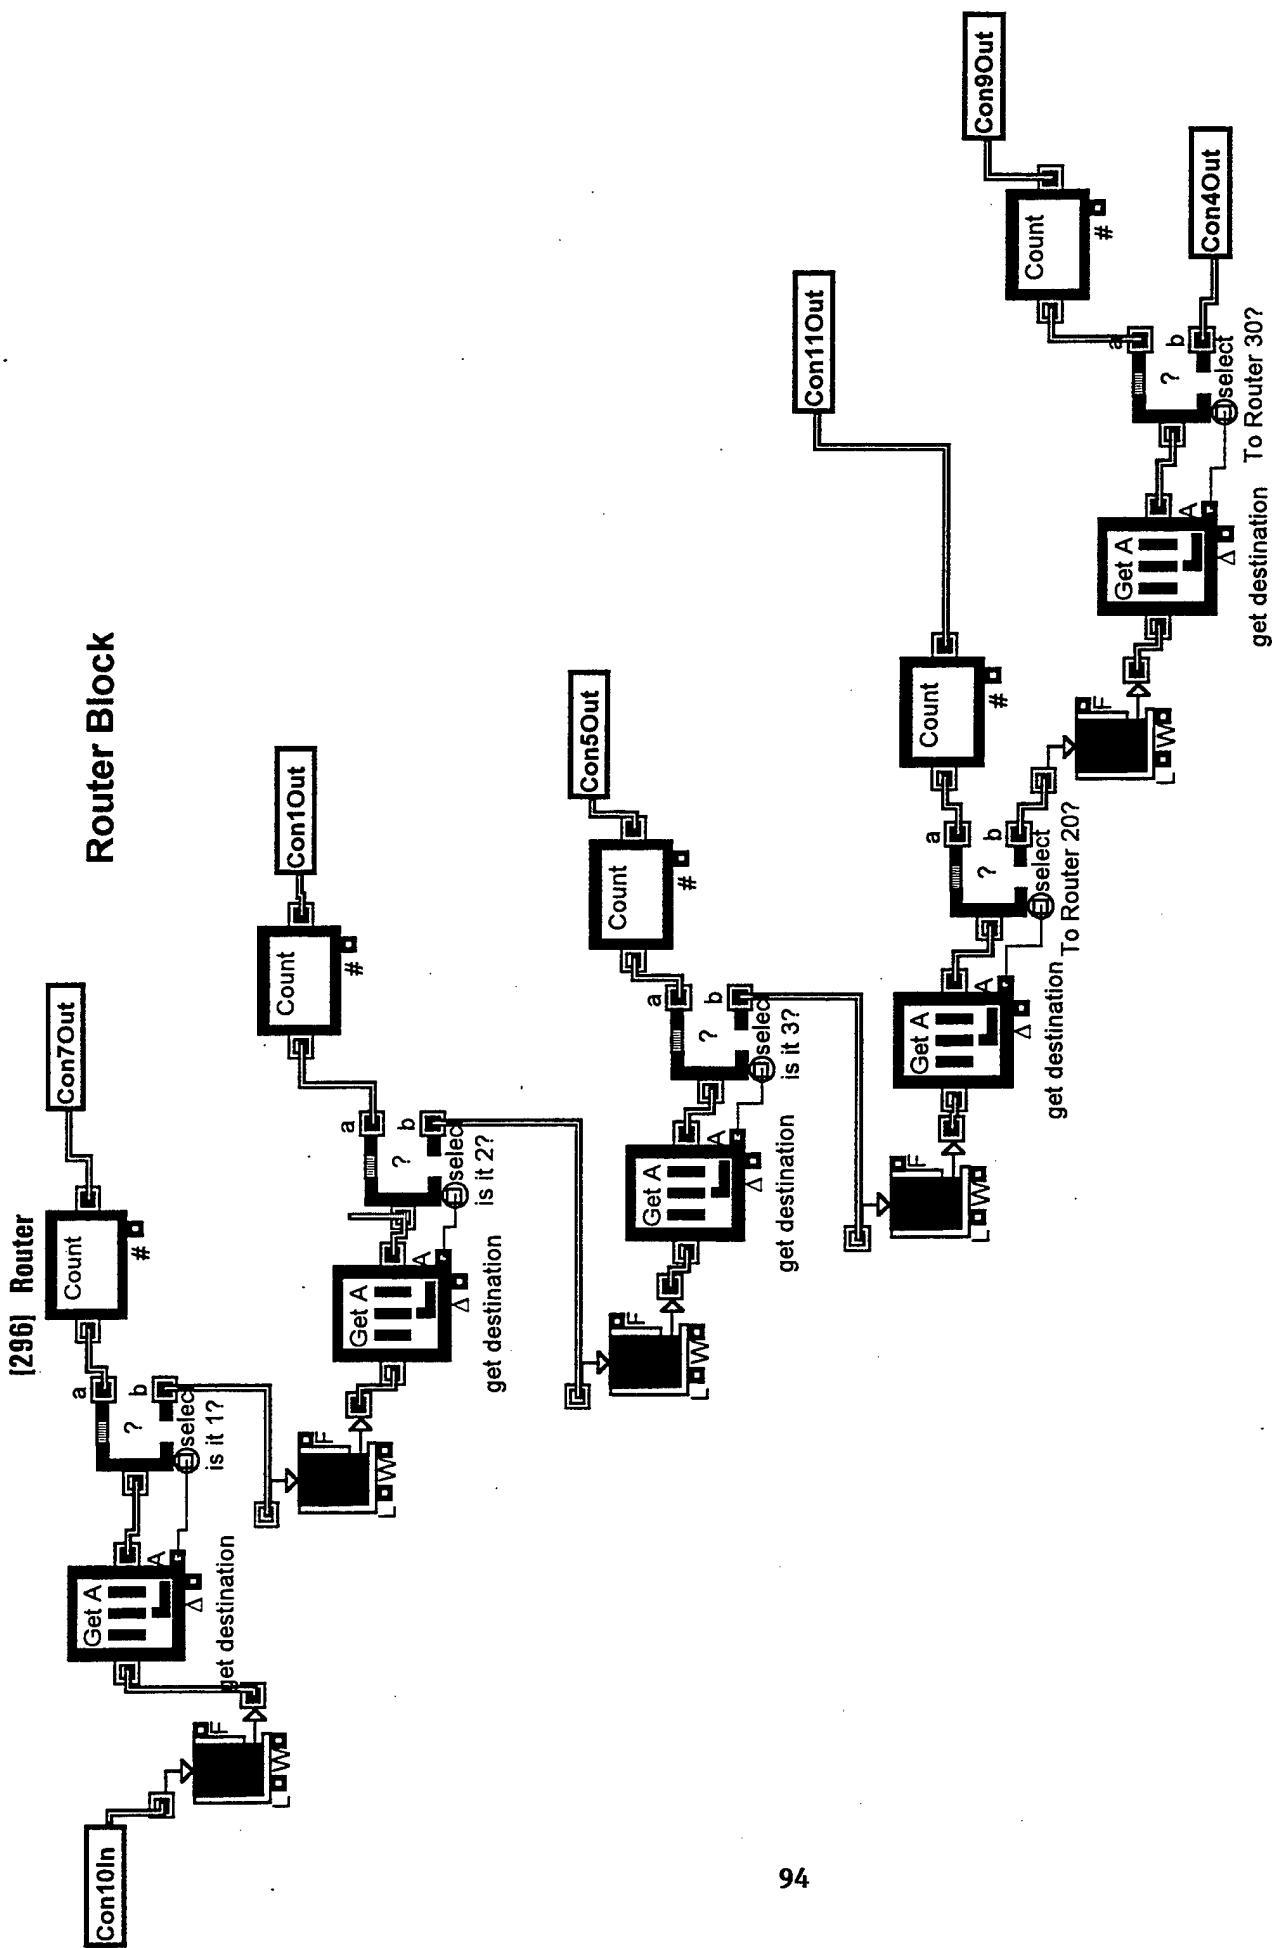 [296] Router
Router Block
Con10In
F
L
W
Get A
A
Δ
get destination
a
b
?
select
is it 1?
Count
#
Con7Out
F
L
W
Get A
A
Δ
get destination
a
b
?
selec
is it 2?
Count
#
Con1Out
F
L
W
Get A
A
Δ
get destination
a
b
?
selec
is it 3?
Count
#
Con5Out
F
L
W
Get A
A
Δ
get destination
a
b
?
select
To Router 20?
Count
#
Con11Out
F
L
W
Get A
A
Δ
get destination
a
b
?
select
To Router 30?
Count
#
Con9Out
Con4Out
94